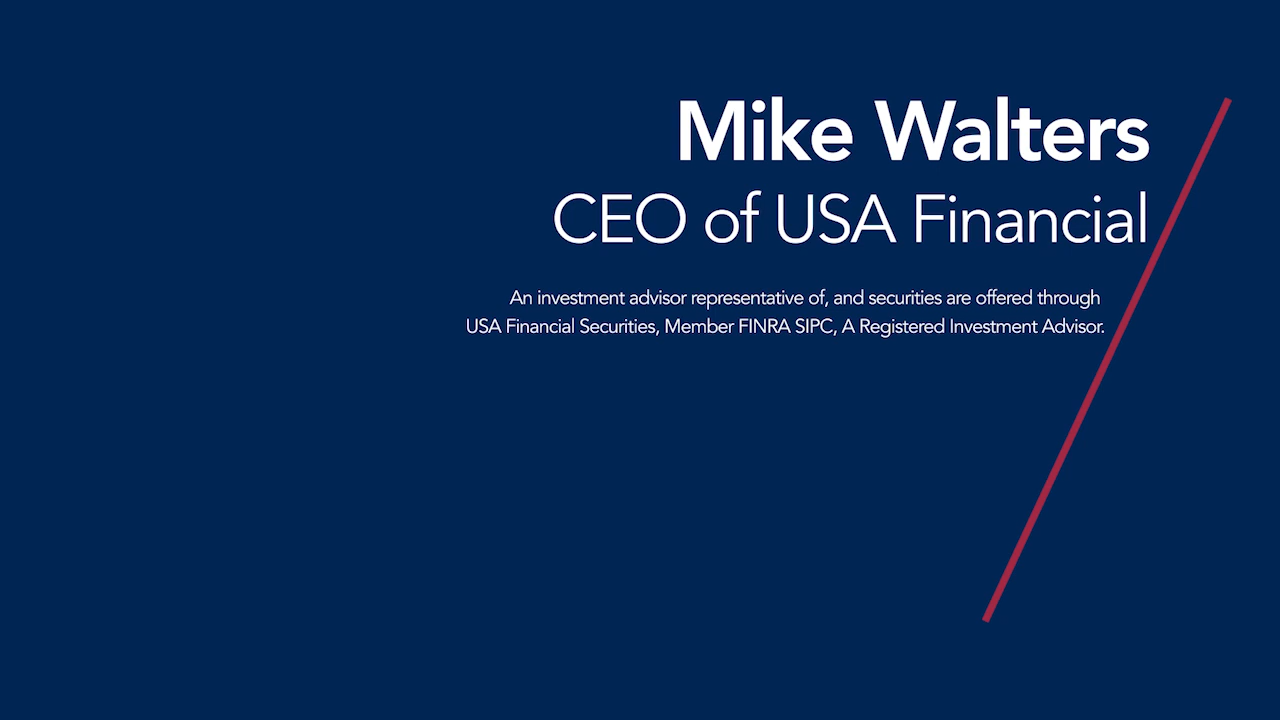 Mike Walters
CEO of USA Financial
An investment advisor representative of, and securities are offered through
USA Financial Securities, Member FINRA SIPC, A Registered Investment Advisor.